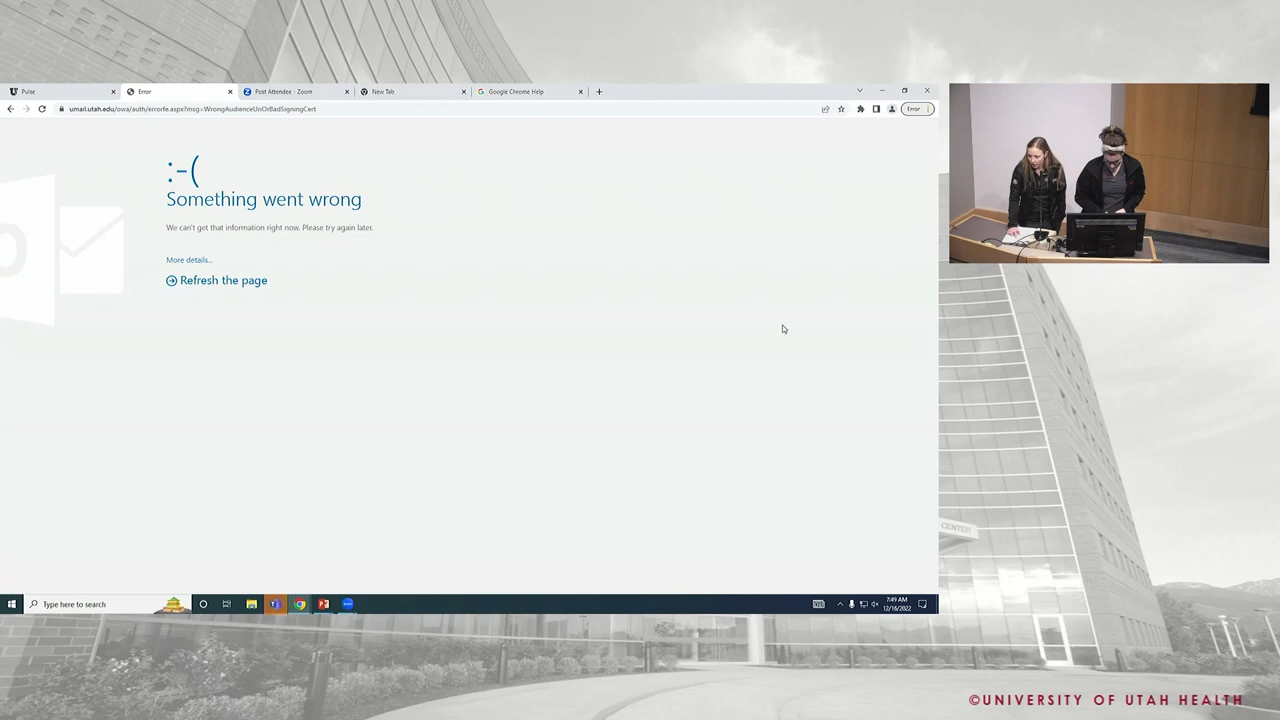 Pulse
Error
Post Attendee - Zoom
New Tab
Google Chrome Help
umail.utah.edu/owa/auth/errorfe.aspx?msg=WrongAudienceUriOrBadSigningCert
Error
:-(
Something went wrong
We can't get that information right now. Please try again later.
More details...
Refresh the page
CENTER
Type here to search
7:49 AM
12/16/2022
©UNIVERSITY OF UTAH HEALTH